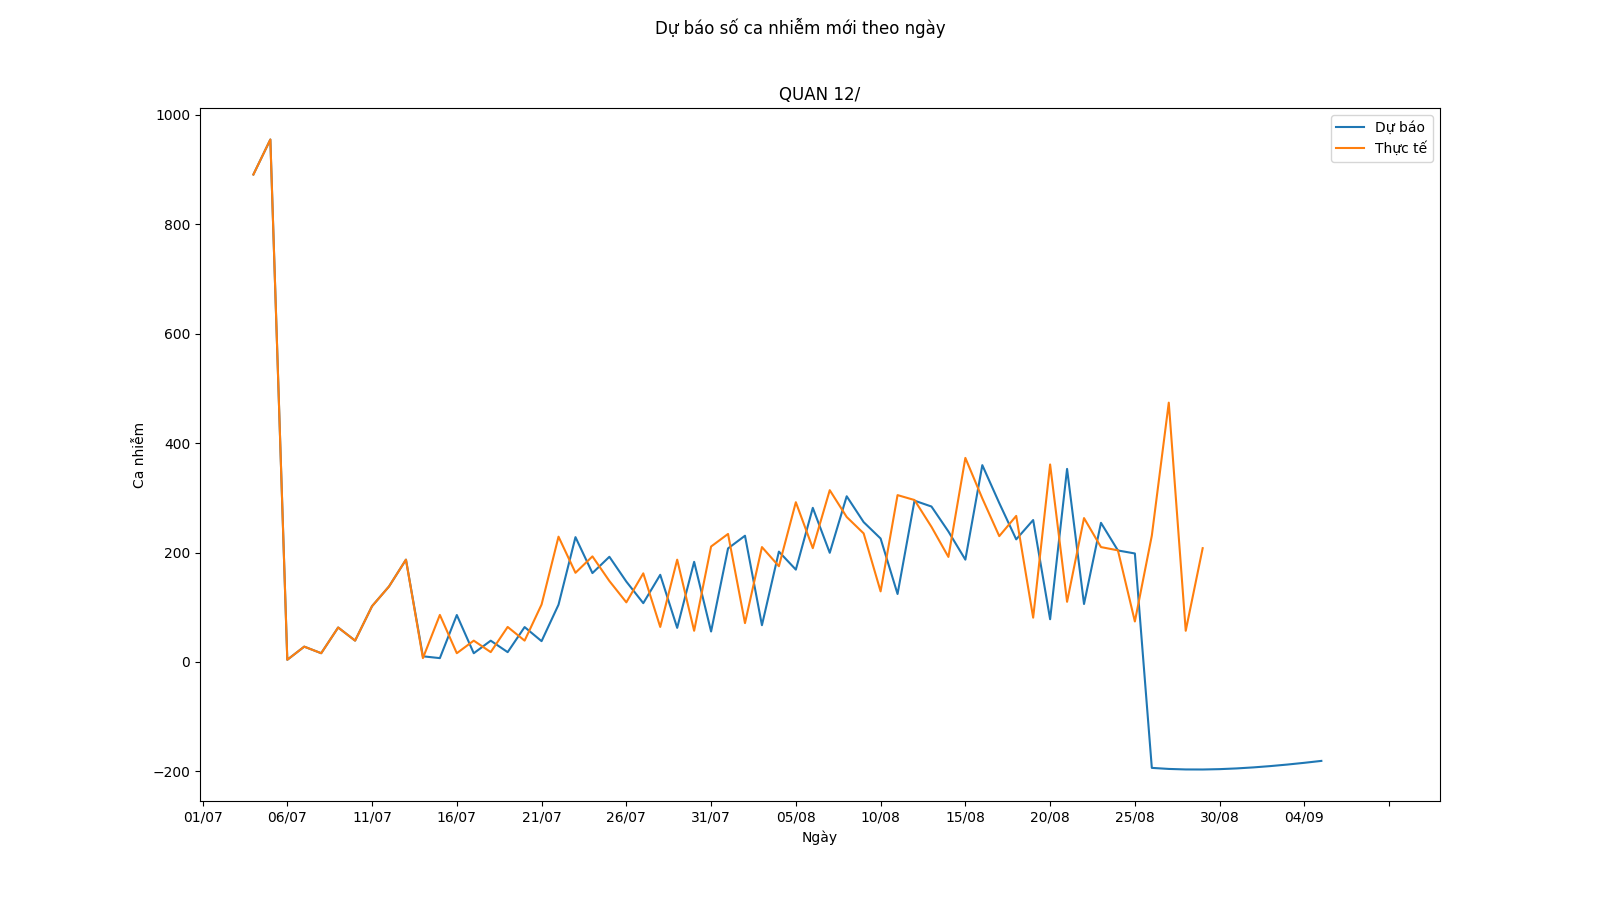 Dự báo số ca nhiễm mới theo ngày
QUAN 12/
1000
800
600
400
200
0
−200
Ca nhiễm
Dự báo
Thực tế
01/07 06/07 11/07 16/07 21/07 26/07 31/07 05/08 10/08 15/08 20/08 25/08 30/08 04/09
Ngày